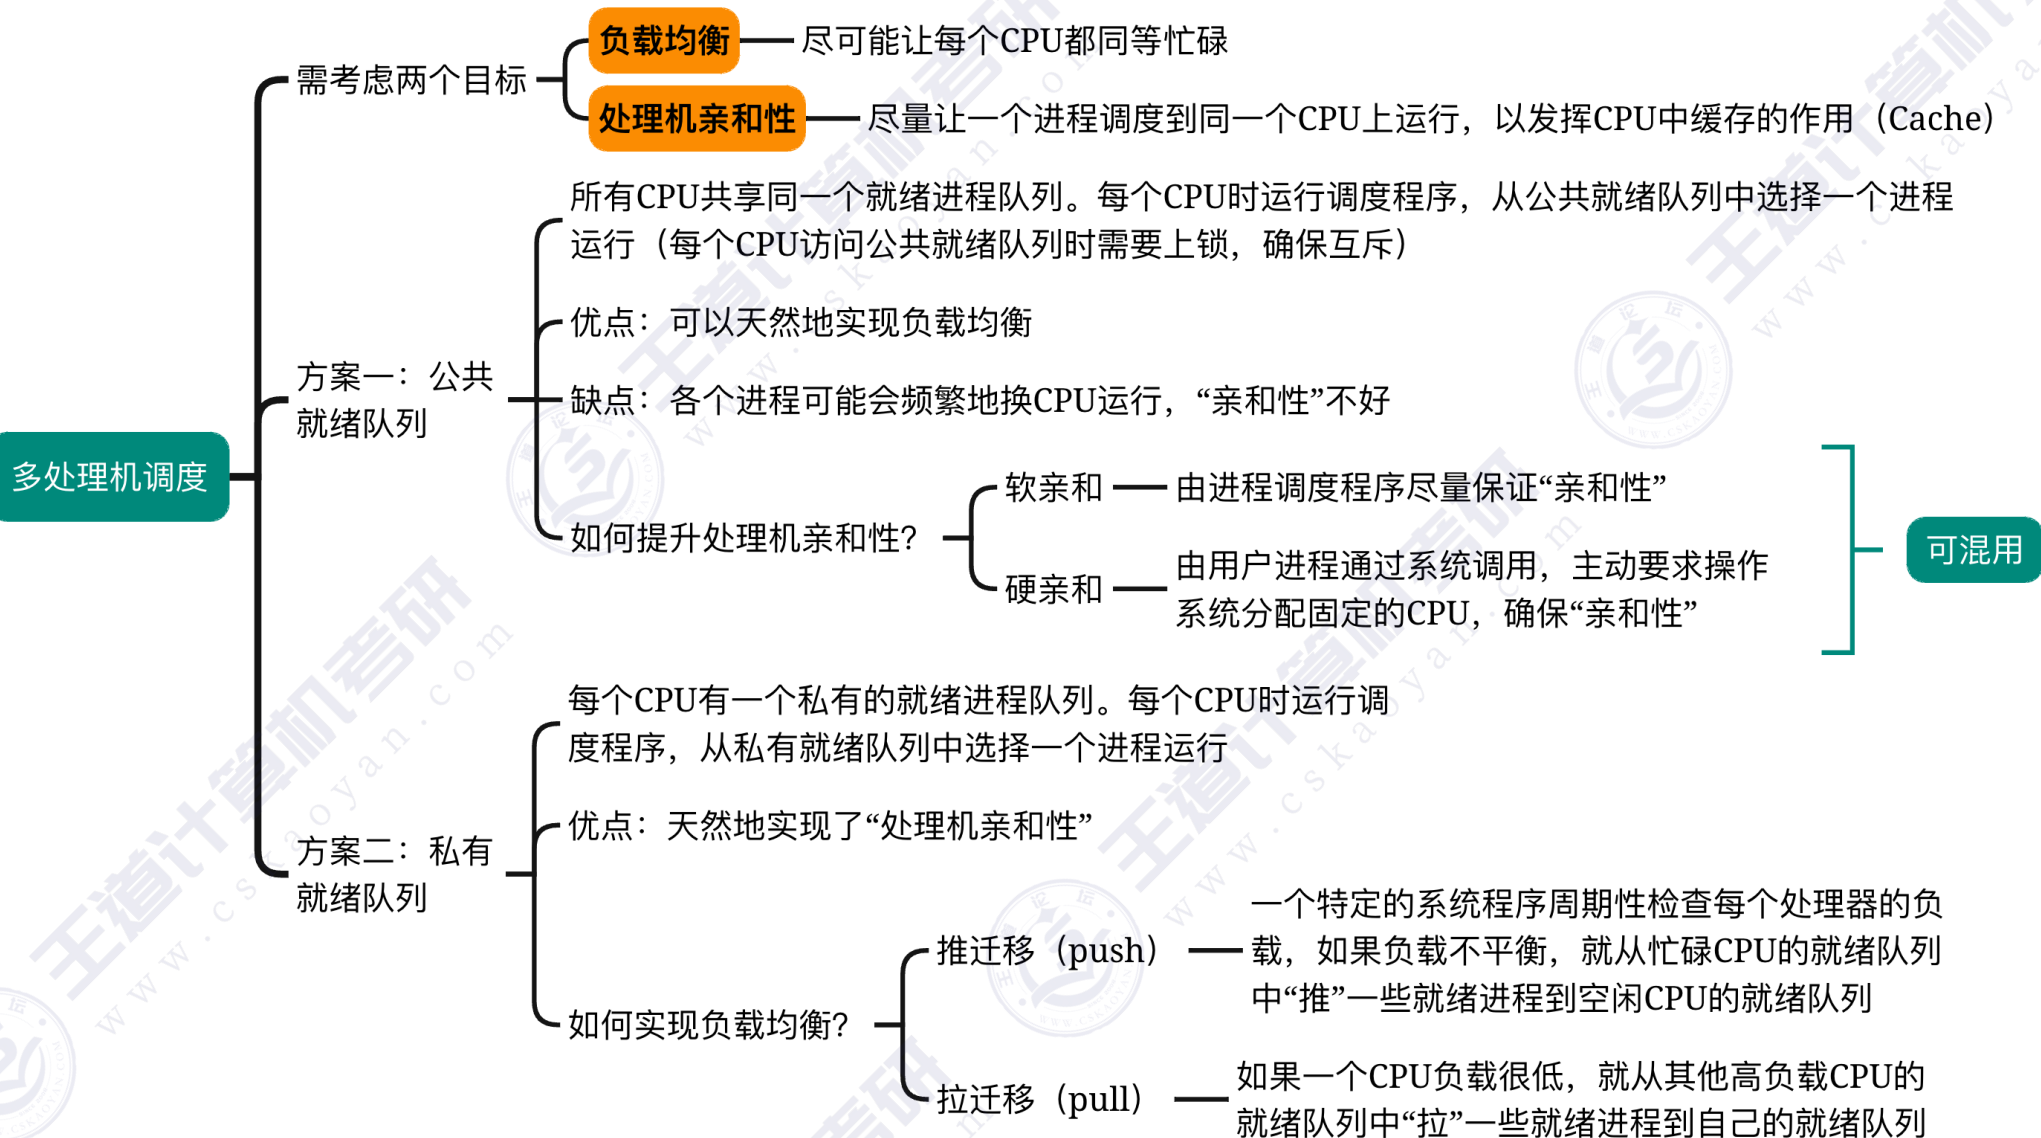 多处理机调度
需考虑两个目标
负载均衡
尽可能让每个CPU都同等忙碌
处理机亲和性
尽量让一个进程调度到同一个CPU上运行，以发挥CPU中缓存的作用（Cache）
方案一：公共
就绪队列
所有CPU共享同一个就绪进程队列。每个CPU时运行调度程序，从公共就绪队列中选择一个进程
运行（每个CPU访问公共就绪队列时需要上锁，确保互斥）
优点：可以天然地实现负载均衡
缺点：各个进程可能会频繁地换CPU运行，“亲和性”不好
如何提升处理机亲和性？
软亲和
由进程调度程序尽量保证“亲和性”
硬亲和
由用户进程通过系统调用，主动要求操作
系统分配固定的CPU，确保“亲和性”
可混用
方案二：私有
就绪队列
每个CPU有一个私有的就绪进程队列。每个CPU时运行调
度程序，从私有就绪队列中选择一个进程运行
优点：天然地实现了“处理机亲和性”
如何实现负载均衡？
推迁移（push）
一个特定的系统程序周期性检查每个处理器的负
载，如果负载不平衡，就从忙碌CPU的就绪队列
中“推”一些就绪进程到空闲CPU的就绪队列
拉迁移（pull）
如果一个CPU负载很低，就从其他高负载CPU的
就绪队列中“拉”一些就绪进程到自己的就绪队列
王道计算机考研
www.cskaoyan.com